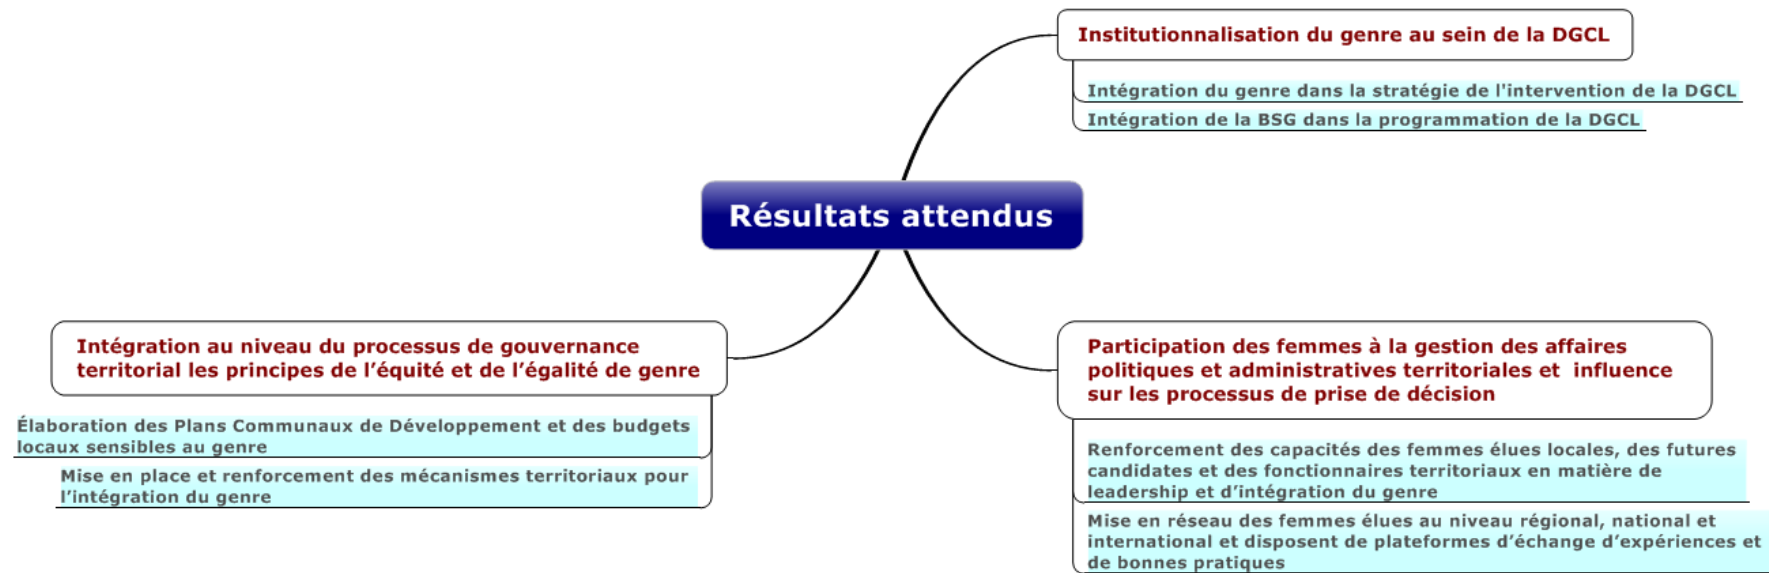 Institutionnalisation du genre au sein de la DGCL
Intégration du genre dans la stratégie de l'intervention de la DGCL
Intégration de la BSG dans la programmation de la DGCL
Résultats attendus
Intégration au niveau du processus de gouvernance
territorial les principes de l’équité et de l’égalité de genre
Élaboration des Plans Communaux de Développement et des budgets
locaux sensibles au genre
Mise en place et renforcement des mécanismes territoriaux pour
l’intégration du genre
Participation des femmes à la gestion des affaires
politiques et administratives territoriales et influence
sur les processus de prise de décision
Renforcement des capacités des femmes élues locales, des futures
candidates et des fonctionnaires territoriaux en matière de
leadership et d’intégration du genre
Mise en réseau des femmes élues au niveau régional, national et
international et disposent de plateformes d’échange d’expériences et
de bonnes pratiques